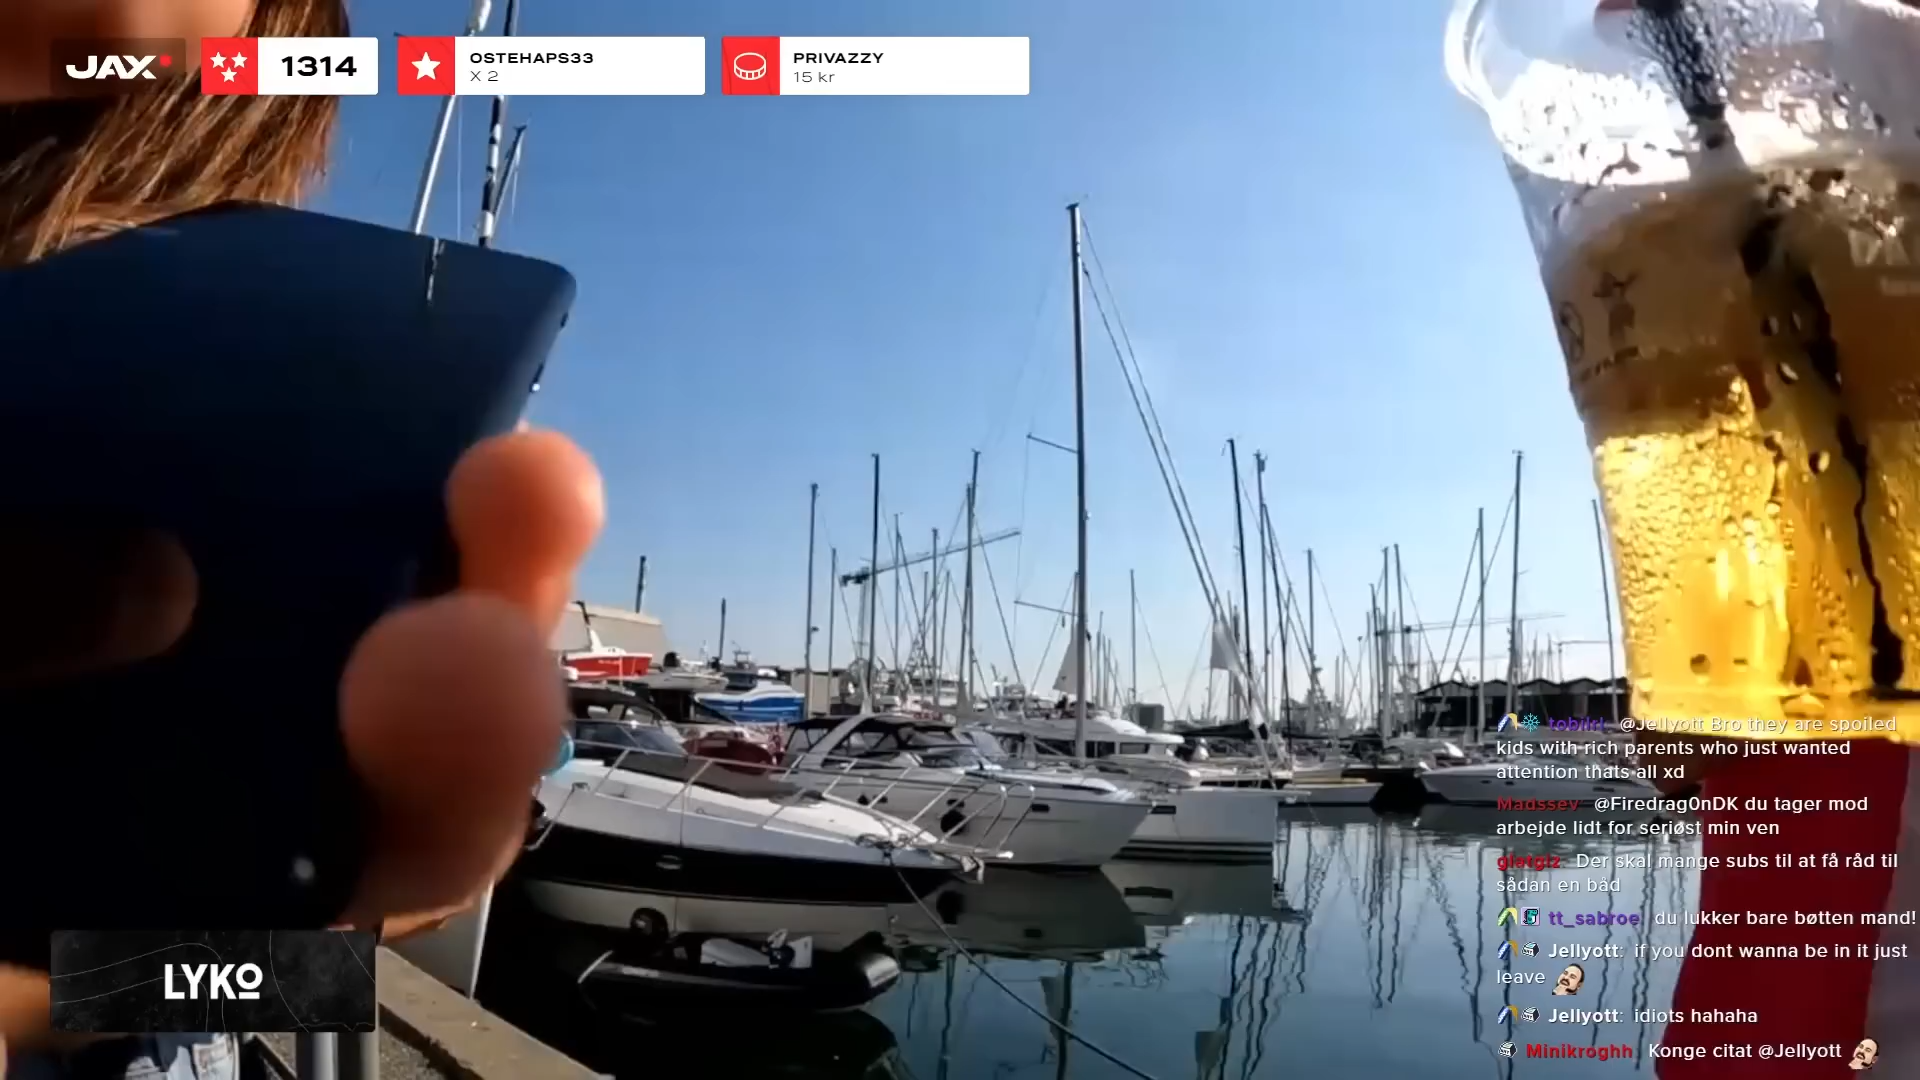 JAX
1314
OSTEHAPS33
X 2
PRIVAZZY
15 kr
@Jellyott Bro they are spoiled
kids with rich parents who just wanted
attention thats all xd
Madssev: @Firedrag0nDK du tager mod
arbejde lidt for seriøst min ven
Der skal mange subs til at få råd til
sådan en båd
tt_sabroe: du lukker bare bøtten mand!
Jellyott: if you dont wanna be in it just
leave
Jellyott: idiots hahaha
Minikroghh: Konge citat @Jellyott
LYKO